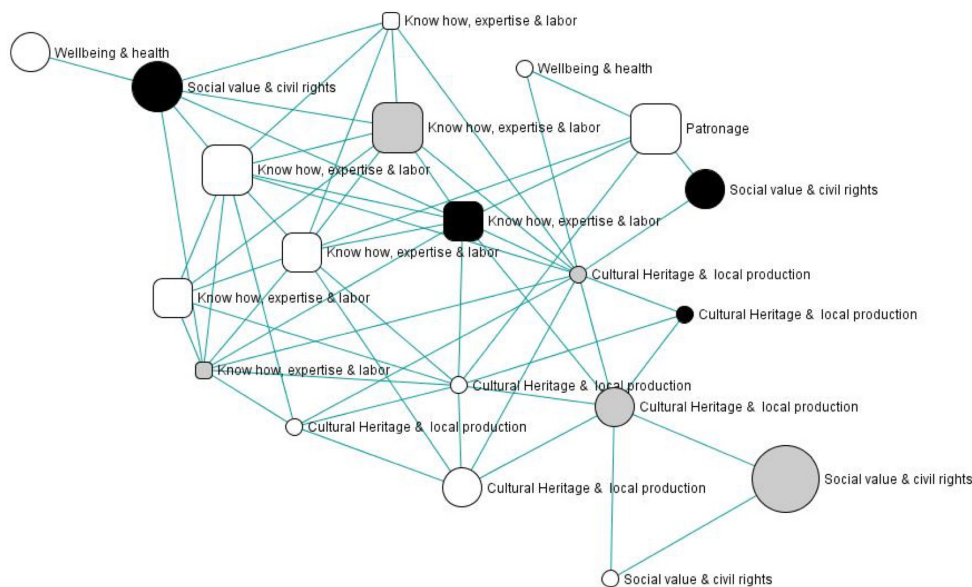 Know how, expertise & labor
Wellbeing & health
Wellbeing & health
Social value & civil rights
Know how, expertise & labor
Patronage
Know how, expertise & labor
Social value & civil rights
Know how, expertise & labor
Know how, expertise & labor
Cultural Heritage & local production
Know how, expertise & labor
Cultural Heritage & local production
Know how, expertise & labor
Cultural Heritage & local production
Cultural Heritage & local production
Cultural Heritage & local production
Social value & civil rights
Cultural Heritage & local production
Social value & civil rights